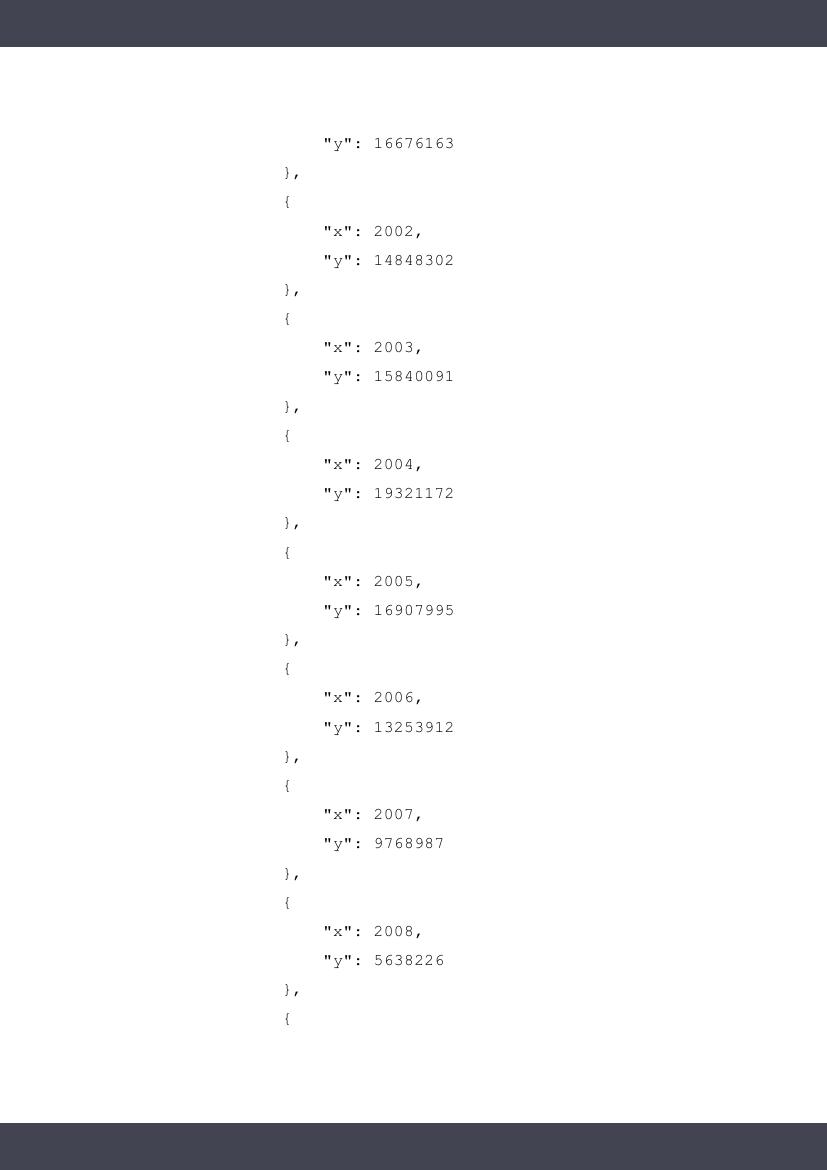 "y": 16676163
},
{
"x": 2002,
"y": 14848302
},
{
"x": 2003,
"y": 15840091
},
{
"x": 2004,
"y": 19321172
},
{
"x": 2005,
"y": 16907995
},
{
"x": 2006,
"y": 13253912
},
{
"x": 2007,
"y": 9768987
},
{
"x": 2008,
"y": 5638226
},
{